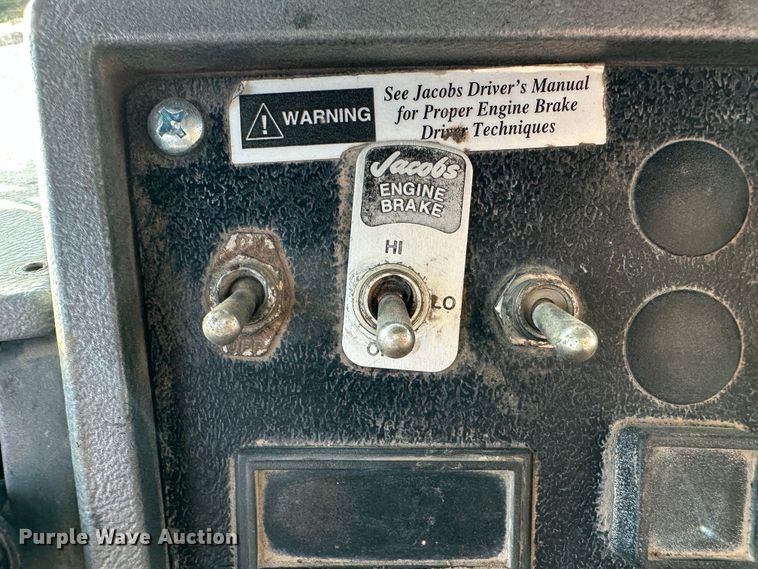 WARNING
See Jacobs Driver's Manual
for Proper Engine Brake
Driver Techniques
Jacobs
ENGINE
BRAKE
HI
LO
Purple Wave Auction